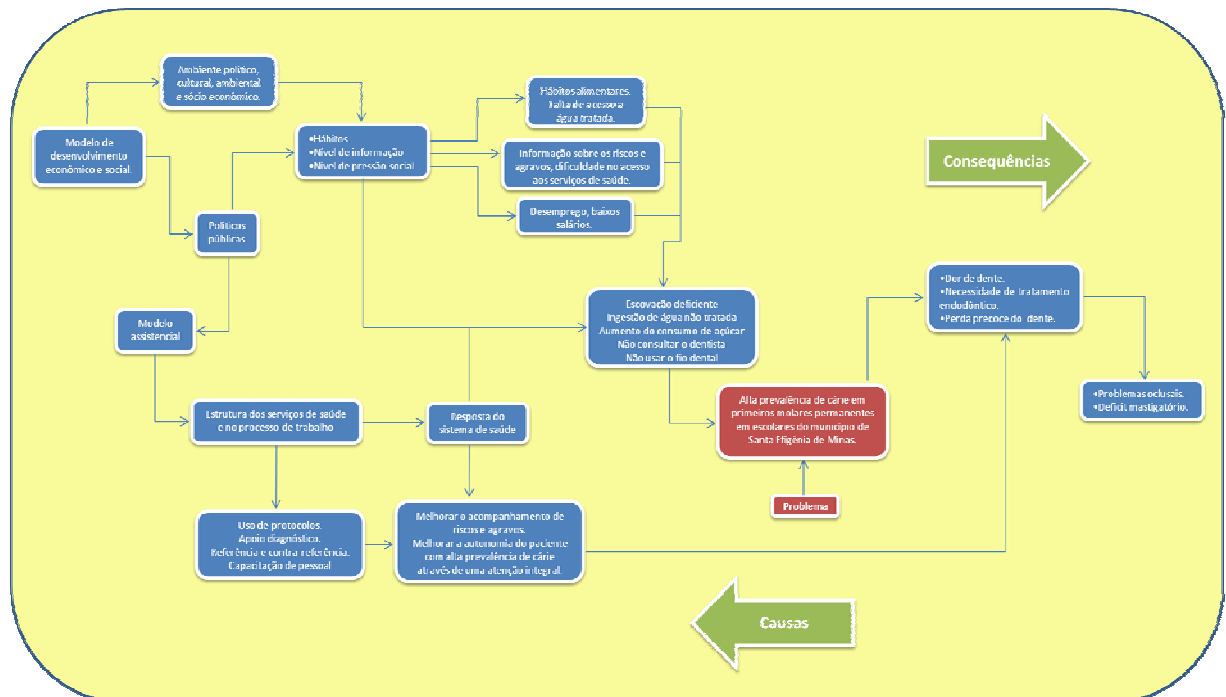 Ambiente político,
cultural, ambiental
e sócio econômico.
Modelo de
desenvolvimento
econômico e social.
•Hábitos
•Nível de informação
•Nível de pressão social
Hábitos alimentares.
Falta de acesso a
água tratada.
Informação sobre os riscos e
agravos, dificuldade no acesso
aos serviços de saúde.
Desemprego, baixos
salários.
Consequências
Políticos
públicas
Modelo
assistencial
Escovação deficiente
Ingestão de água não tratada
Aumento do consumo de açúcar
Não consultar o dentista
Não usar o fio dental
•Dor de dente.
•Necessidade de tratamento
endodôntico.
•Perda precoce do dente.
•Problemas oclusais.
•Deficit mastigatório.
Estrutura dos serviços de saúde
e no processo de trabalho
Resposta do
sistema de saúde
Alta prevalência de cárie em
primeiros molares permanentes
em escolares do município de
Santa Efigênia de Minas.
Problema
Uso de protocolos.
Apoio diagnóstico.
Referência e contra referência.
Capacitação de pessoal
Melhorar o acompanhamento de
riscos e agravos.
Melhorar a autonomia do paciente
com alta prevalência de cárie
através de uma atenção integral.
Causas